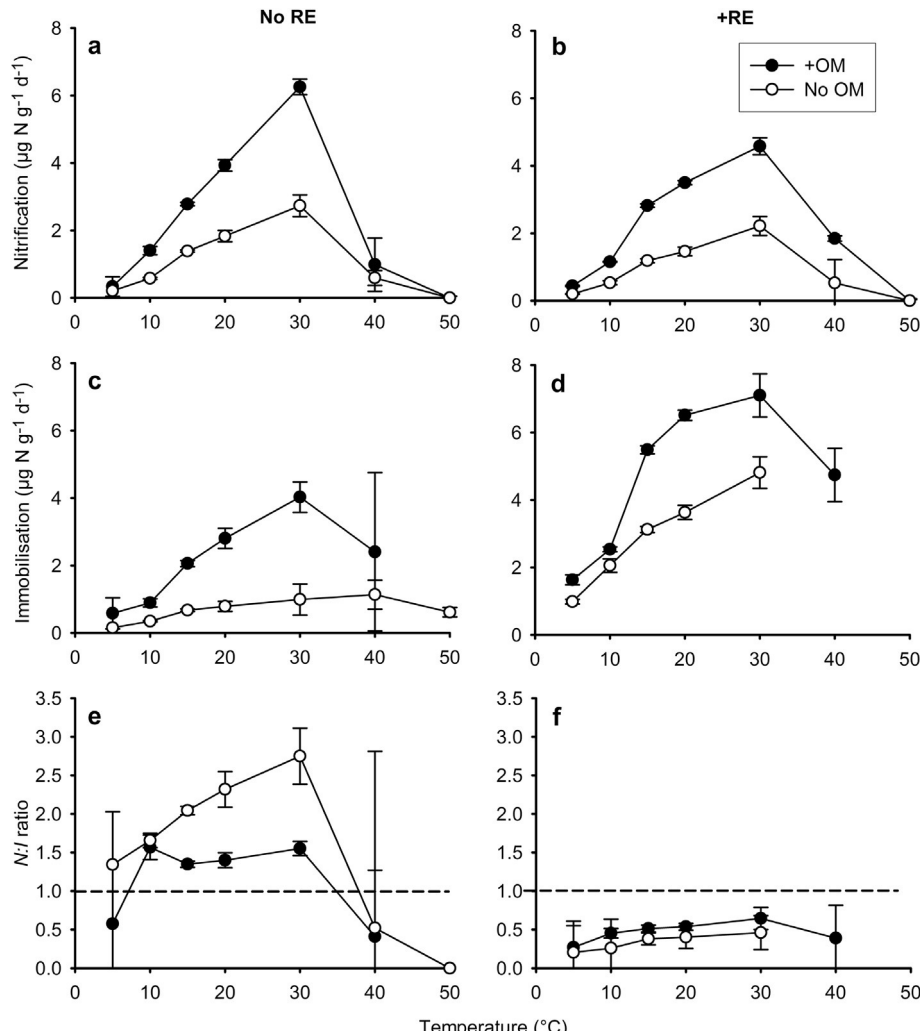 No RE +RE
a b
+OM
No OM
Nitrification (µg N g-1 d-1)
8 6 4 2 0
0 10 20 30 40 50
8 6 4 2 0
0 10 20 30 40 50
c d
Immobilisation (µg N g-1 d-1)
8 6 4 2 0
0 10 20 30 40 50
8 6 4 2 0
0 10 20 30 40 50
e f
N:I ratio
3.5 3.0 2.5 2.0 1.5 1.0 0.5 0.0
0 10 20 30 40 50
3.5 3.0 2.5 2.0 1.5 1.0 0.5 0.0
0 10 20 30 40 50
Temperature (°C)